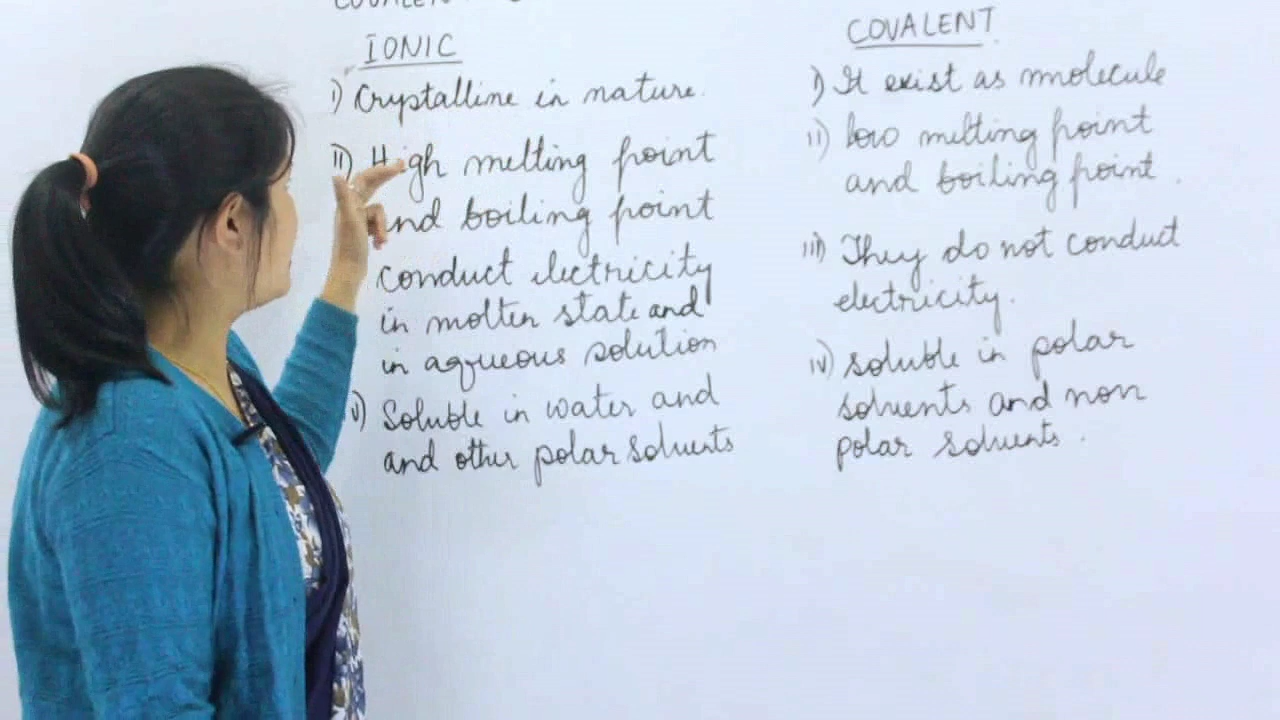 IONIC
i) Crystalline in nature.
ii) High melting point
and boiling point
conduct electricity
in molten state and
in aqueous solution
v) Soluble in water and
and other polar solvents
COVALENT
i) It exist as molecule
ii) low melting point
and boiling point.
iii) They do not conduct
electricity.
iv) soluble in polar
solvents and non
polar solvents.